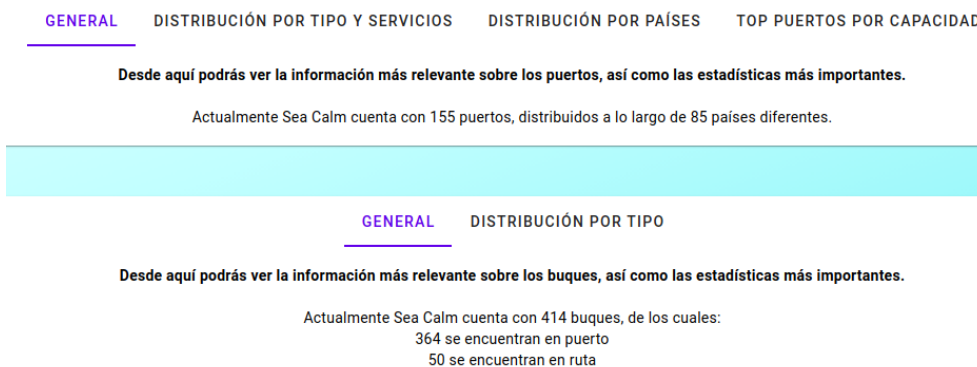 GENERAL DISTRIBUCIÓN POR TIPO Y SERVICIOS DISTRIBUCIÓN POR PAÍSES TOP PUERTOS POR CAPACIDAD
Desde aquí podrás ver la información más relevante sobre los puertos, así como las estadísticas más importantes.
Actualmente Sea Calm cuenta con 155 puertos, distribuidos a lo largo de 85 países diferentes.
GENERAL DISTRIBUCIÓN POR TIPO
Desde aquí podrás ver la información más relevante sobre los buques, así como las estadísticas más importantes.
Actualmente Sea Calm cuenta con 414 buques, de los cuales:
364 se encuentran en puerto
50 se encuentran en ruta